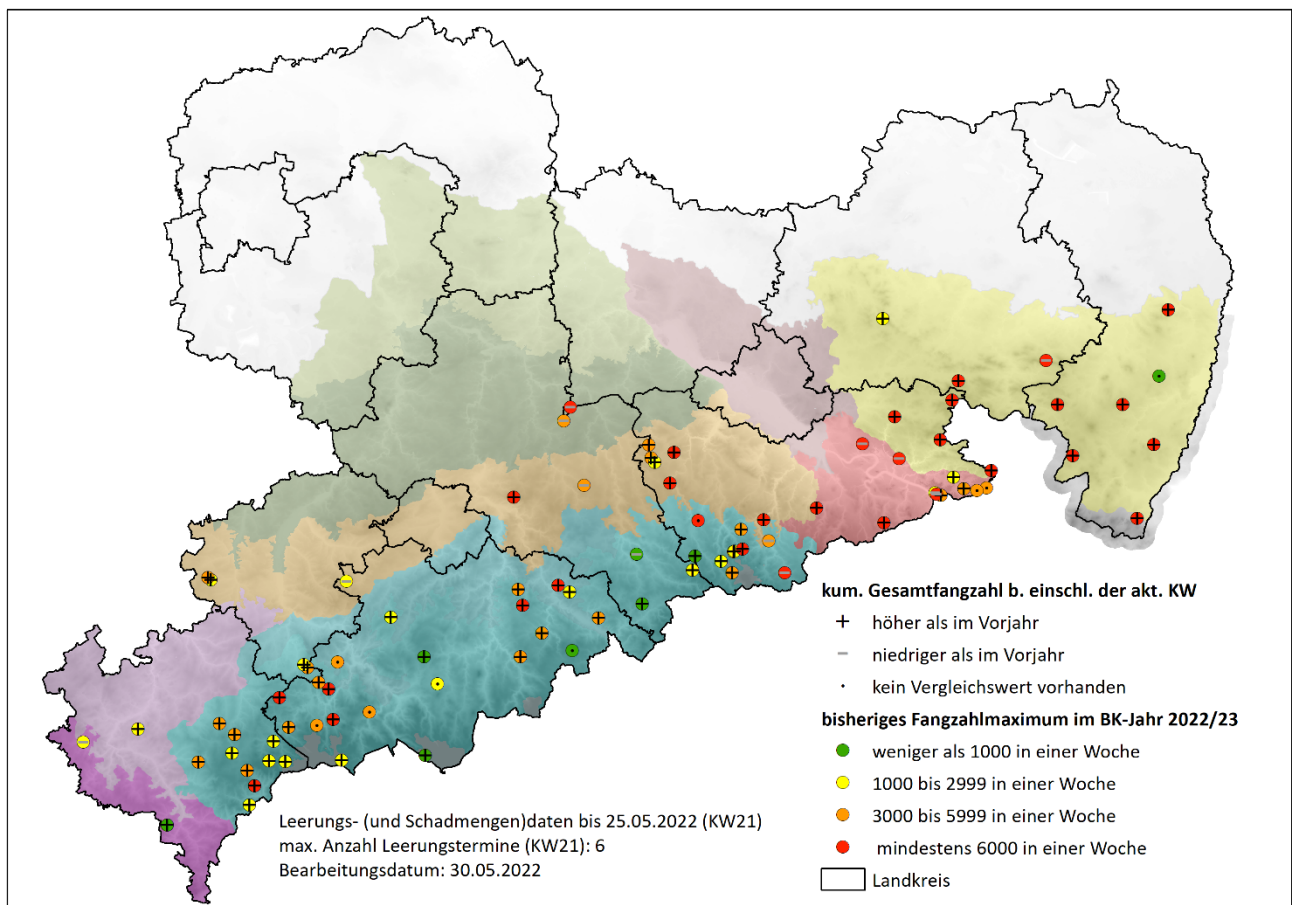 kum. Gesamtfangzahl b. einschl. der akt. KW
höher als im Vorjahr
niedriger als im Vorjahr
kein Vergleichswert vorhanden
bisheriges Fangzahlmaximum im BK-Jahr 2022/23
weniger als 1000 in einer Woche
1000 bis 2999 in einer Woche
3000 bis 5999 in einer Woche
mindestens 6000 in einer Woche
Landkreis
Leerungs- (und Schadmengen)daten bis 25.05.2022 (KW21)
max. Anzahl Leerungstermine (KW21): 6
Bearbeitungsdatum: 30.05.2022